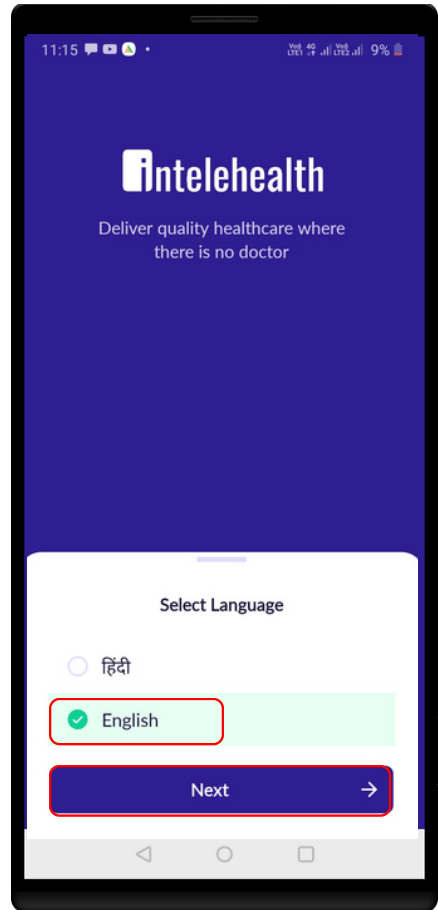 11:15
9%
intelehealth
Deliver quality healthcare where
there is no doctor
Select Language
हिंदी
English
Next